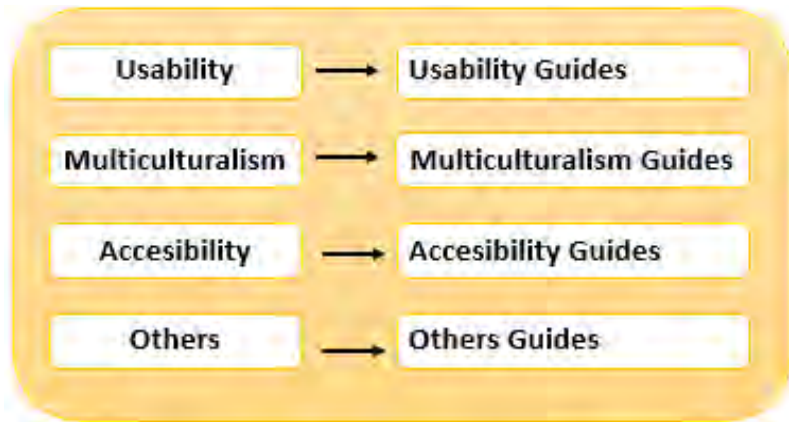 Usability
Usability Guides
Multiculturalism
Multiculturalism Guides
Accesibility
Accesibility Guides
Others
Others Guides